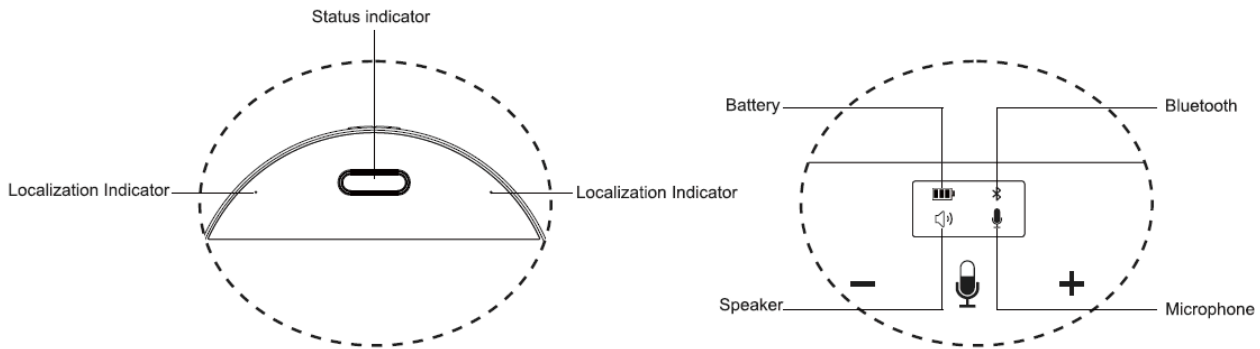 Status indicator
Battery
Bluetooth
Localization Indicator
Localization Indicator
Speaker
Microphone